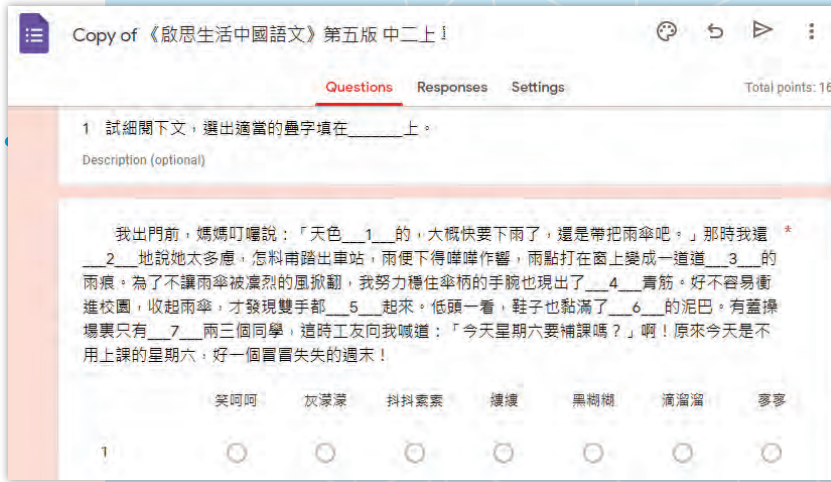 Copy of 《啟思生活中國語文》第五版 中二上
Questions Responses Settings Total points: 16
1 試細閱下文，選出適當的疊字填在______上。
Description (optional)
我出門前，媽媽叮囑說：「天色___1___的，大概快要下雨了，還是帶把雨傘吧。」那時我還 *
___2___地說她太多慮，怎料甫踏出車站，雨便下得嘩嘩作響，雨點打在窗上變成一道道___3___的
雨痕。為了不讓雨傘被凜烈的風掀翻，我努力穩住傘柄的手腕也現出了___4___青筋。好不容易衝
進校園，收起雨傘，才發現雙手都___5___起來。低頭一看，鞋子也黏滿了___6___的泥巴。有蓋操
場裏只有___7___兩三個同學，這時工友向我喊道：「今天星期六要補課嗎？」啊！原來今天是不
用上課的星期六，好一個冒冒失失的週末！
笑呵呵 灰濛濛 抖抖索索 縷縷 黑糊糊 滴溜溜 寥寥
1